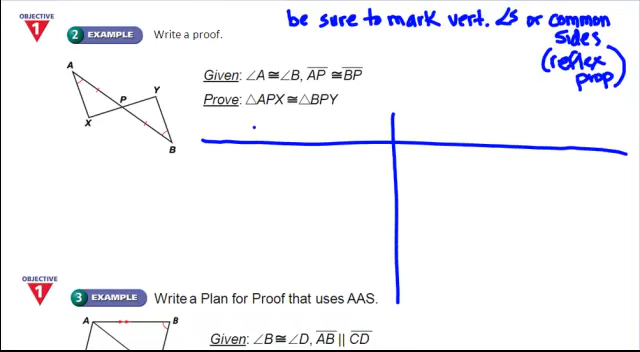 be sure to mark vert. ∠s or common
sides
(reflex
prop)
OBJECTIVE
1
2 EXAMPLE Write a proof.
A
P
Y
X
B
Given: ∠A ≅ ∠B, AP ≅ BP
Prove: △APX ≅ △BPY
OBJECTIVE
1
3 EXAMPLE Write a Plan for Proof that uses AAS.
A
B
Given: ∠B ≅ ∠D, AB || CD